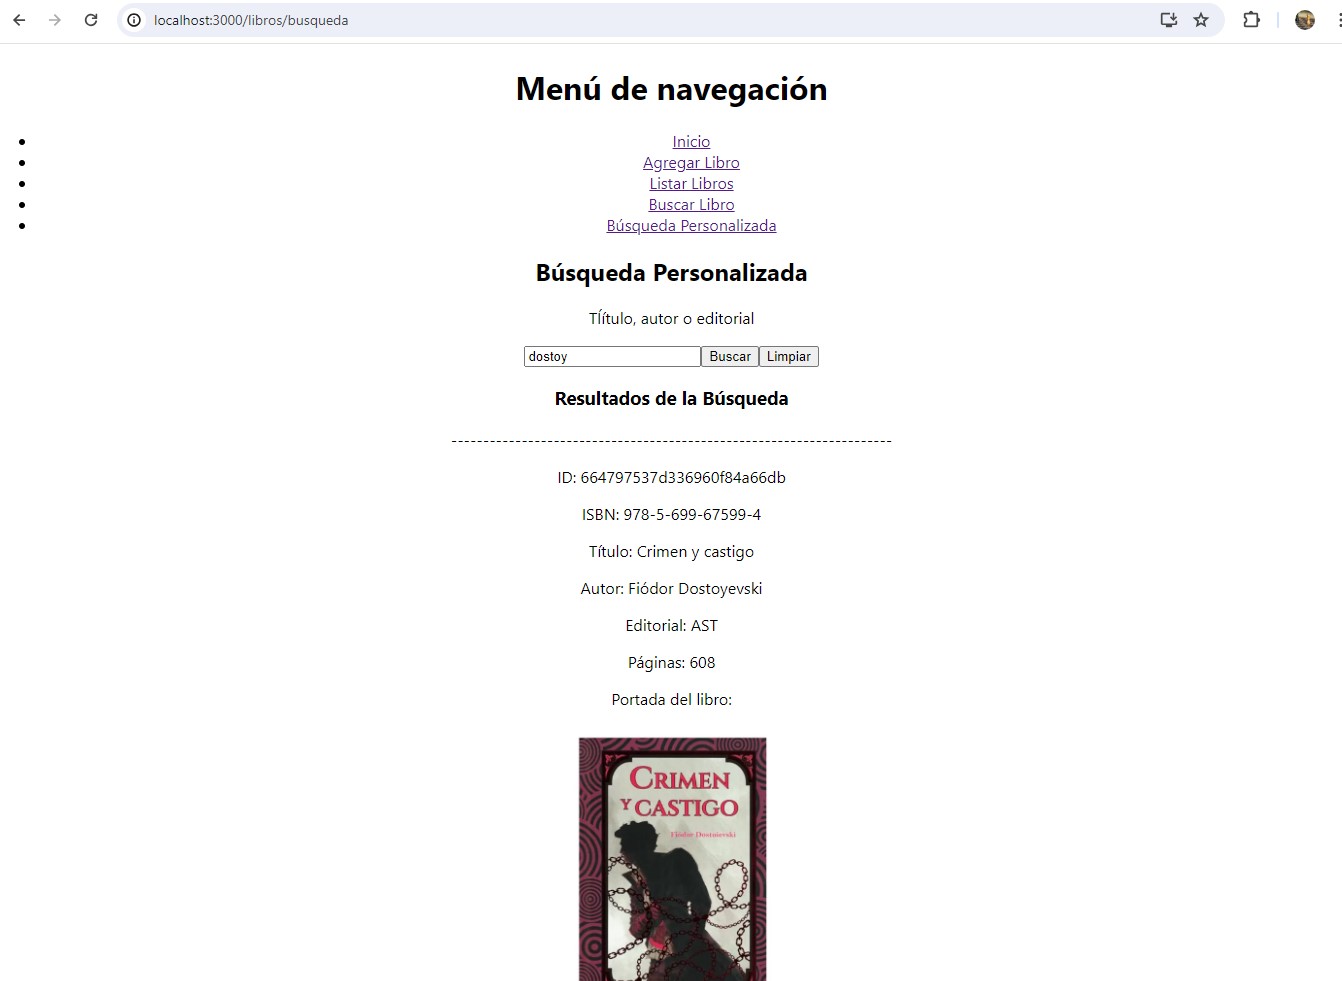 localhost:3000/libros/busqueda
Menú de navegación
Inicio
Agregar Libro
Listar Libros
Buscar Libro
Búsqueda Personalizada
Búsqueda Personalizada
TÍítulo, autor o editorial
dostoy Buscar Limpiar
Resultados de la Búsqueda
---------------------------------------------------------------------
ID: 664797537d336960f84a66db
ISBN: 978-5-699-67599-4
Título: Crimen y castigo
Autor: Fiódor Dostoyevski
Editorial: AST
Páginas: 608
Portada del libro:
CRIMEN
Y CASTIGO
Fiódor Dostoievski